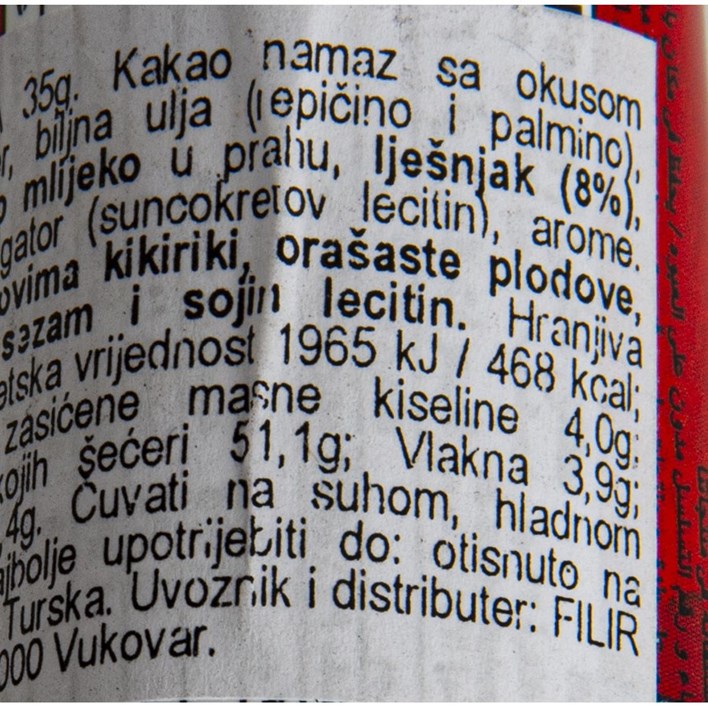 35g. Kakao namaz sa okusom
r, biljna ulja (repičino i palmino),
mlijeko u prahu, lješnjak (8%),
gator (suncokretov lecitin), arome.
ovima kikiriki, orašaste plodove,
sezam i sojin lecitin. Hranjiva
etska vrijednost 1965 kJ / 468 kcal;
zasićene masne kiseline 4,0g;
kojih šećeri 51,1g; Vlakna 3,9g;
4g. Čuvati na suhom, hladnom
ajbolje upotrijebiti do: otisnuto na
Turska. Uvoznik i distributer: FILIR
000 Vukovar.